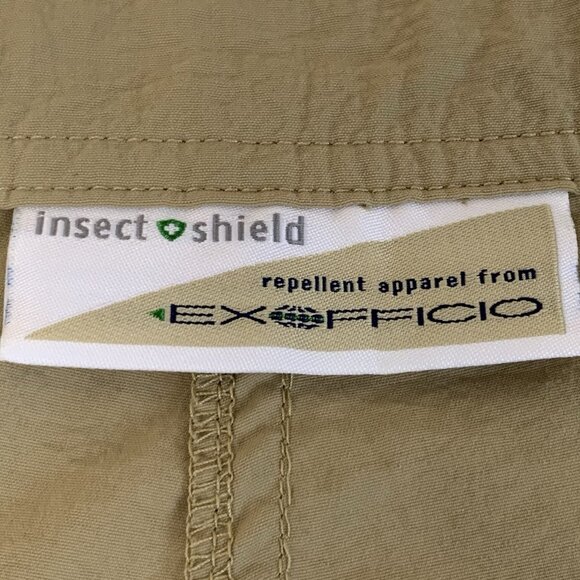 insect shield
repellent apparel from
EXOFFICIO